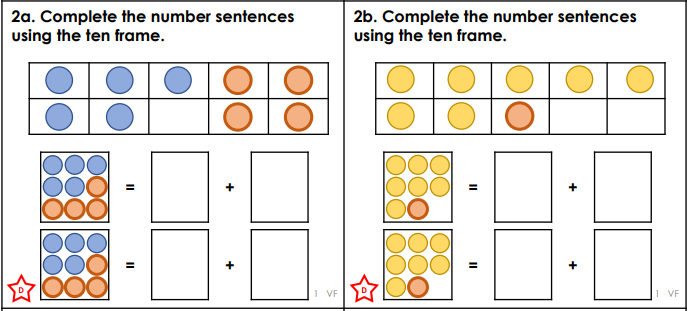 2a. Complete the number sentences
using the ten frame.
= +
= +
D
1 VF
2b. Complete the number sentences
using the ten frame.
= +
= +
D
1 VF